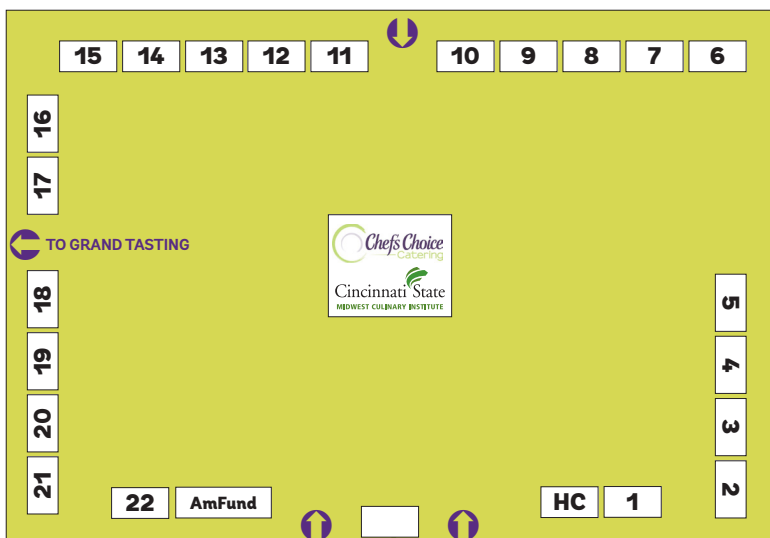 15 14 13 12 11 10 9 8 7 6
16
17
TO GRAND TASTING
Chefs Choice
Catering
Cincinnati State
MIDWEST CULINARY INSTITUTE
18
19
20
21
5
4
3
2
22 AmFund HC 1